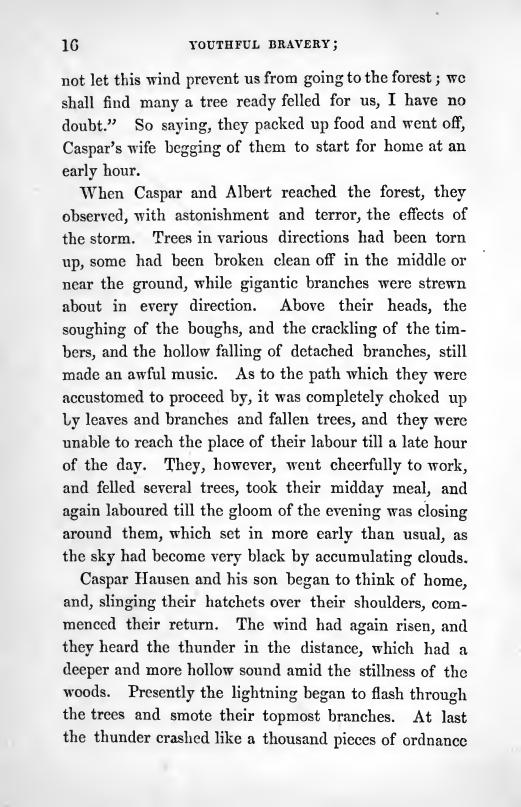 16 YOUTHFUL BRAVERY;
not let this wind prevent us from going to the forest; we
shall find many a tree ready felled for us, I have no
doubt.” So saying, they packed up food and went off,
Caspar’s wife begging of them to start for home at an
early hour.
When Caspar and Albert reached the forest, they
observed, with astonishment and terror, the effects of
the storm. Trees in various directions had been torn
up, some had been broken clean off in the middle or
near the ground, while gigantic branches were strewn
about in every direction. Above their heads, the
soughing of the boughs, and the crackling of the tim-
bers, and the hollow falling of detached branches, still
made an awful music. As to the path which they were
accustomed to proceed by, it was completely choked up
by leaves and branches and fallen trees, and they were
unable to reach the place of their labour till a late hour
of the day. They, however, went cheerfully to work,
and felled several trees, took their midday meal, and
again laboured till the gloom of the evening was closing
around them, which set in more early than usual, as
the sky had become very black by accumulating clouds.
Caspar Hausen and his son began to think of home,
and, slinging their hatchets over their shoulders, com-
menced their return. The wind had again risen, and
they heard the thunder in the distance, which had a
deeper and more hollow sound amid the stillness of the
woods. Presently the lightning began to flash through
the trees and smote their topmost branches. At last
the thunder crashed like a thousand pieces of ordnance